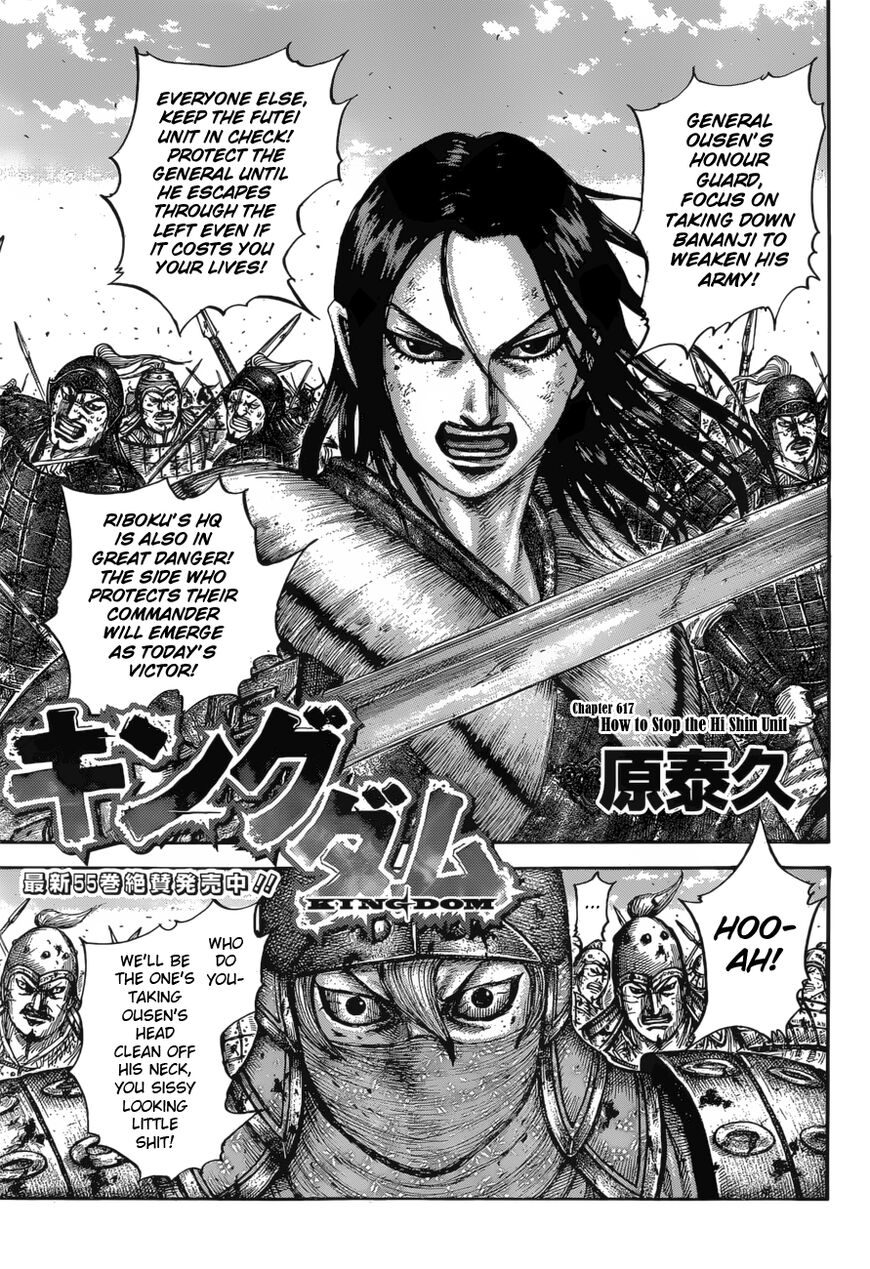 GENERAL
OUSEN'S
HONOUR
GUARD,
FOCUS ON
TAKING DOWN
BANANJI TO
WEAKEN HIS
ARMY!
EVERYONE ELSE,
KEEP THE FUTEI
UNIT IN CHECK!
PROTECT THE
GENERAL UNTIL
HE ESCAPES
THROUGH THE
LEFT EVEN IF
IT COSTS YOU
YOUR LIVES!
RIBOKU'S HQ
IS ALSO IN
GREAT DANGER!
THE SIDE WHO
PROTECTS THEIR
COMMANDER
WILL EMERGE
AS TODAY'S
VICTOR!
Chapter 617
How to Stop the Hi Shin Unit
原泰久
キングダム
KINGDOM
最新55巻絶賛発売中!!
HOO-
AH!
...
WHO
DO
YOU-
WE'LL BE
THE ONE'S
TAKING
OUSEN'S
HEAD
CLEAN OFF
HIS NECK,
YOU SISSY
LOOKING
LITTLE
SHIT!